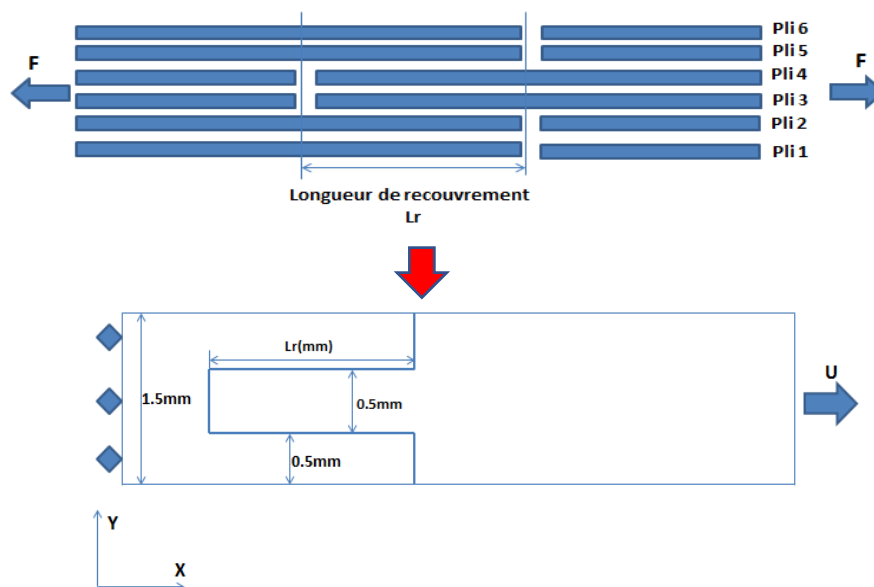 Pli 6
Pli 5
F
Pli 4
F
Pli 3
Pli 2
Pli 1
Longueur de recouvrement
Lr
Lr(mm)
U
1.5mm
0.5mm
0.5mm
Y
X